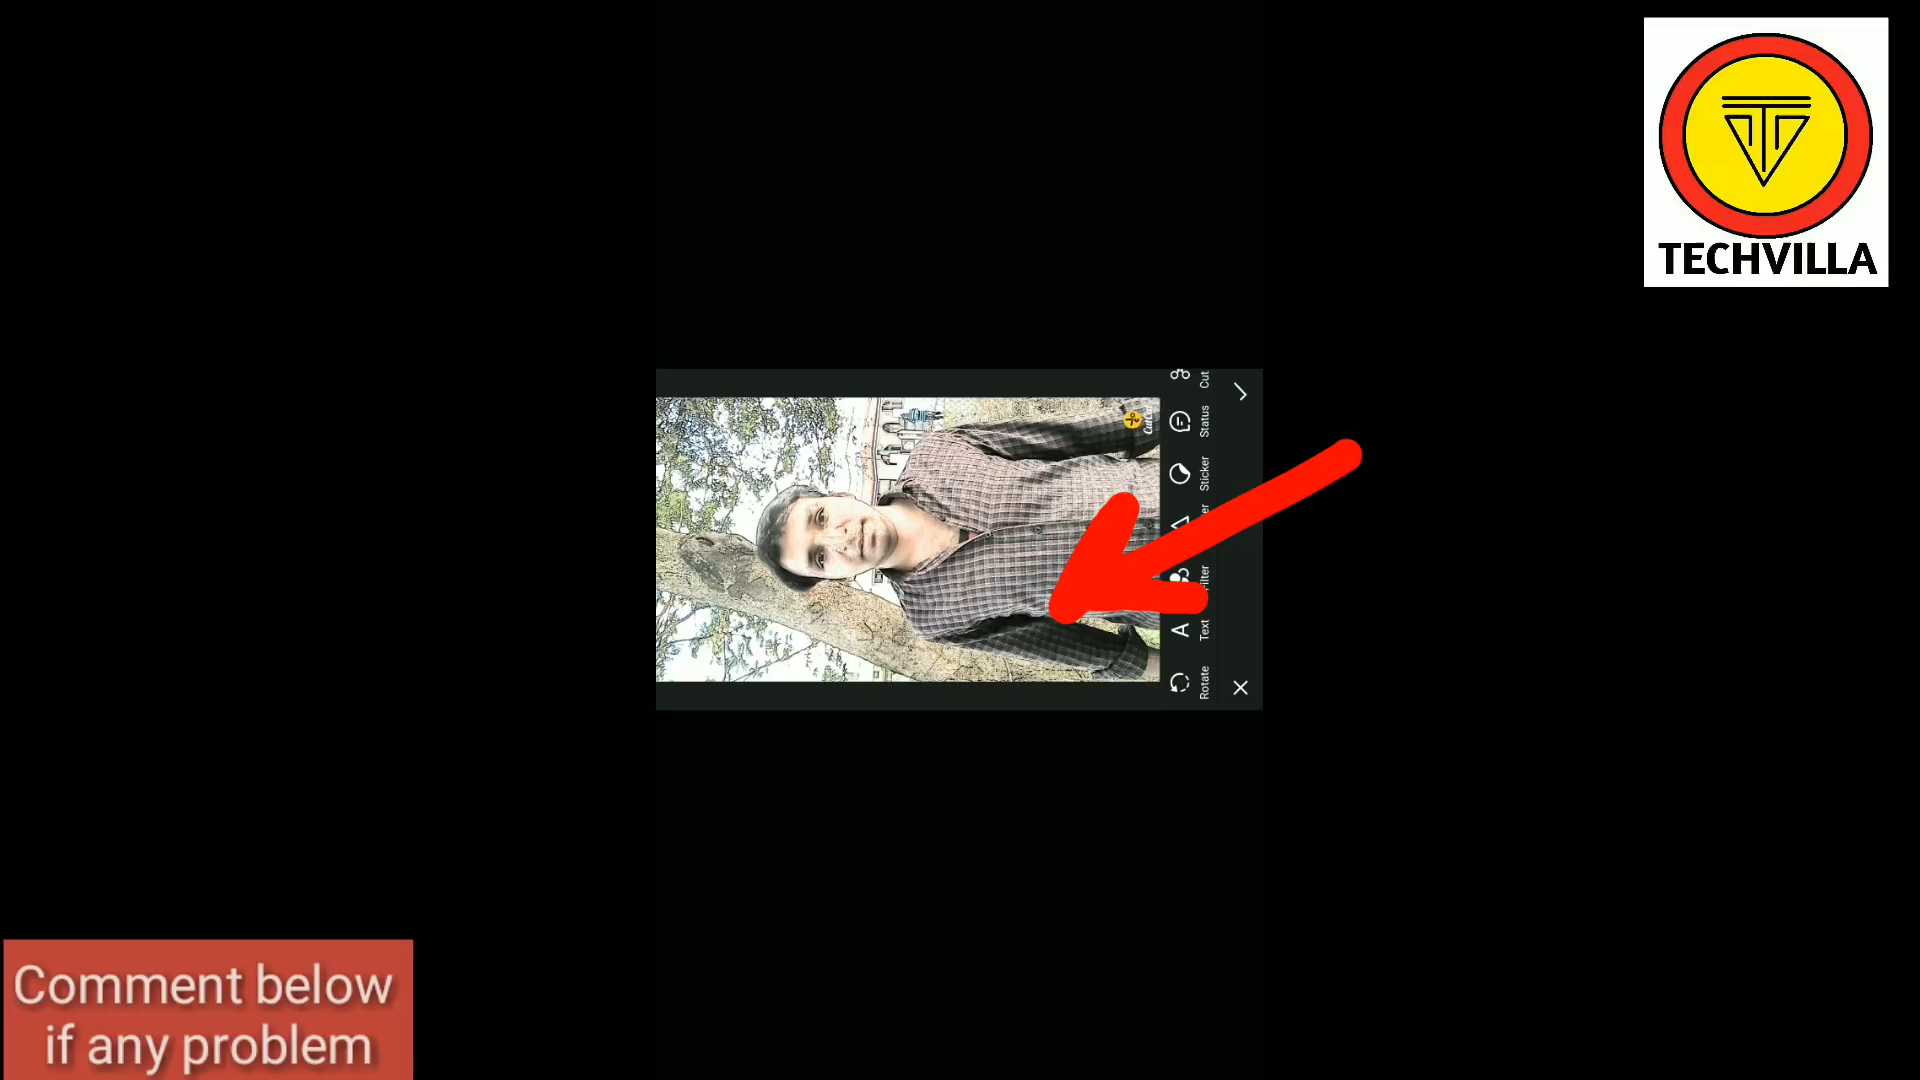 TECHVILLA
Cut
Status
Sticker
Text
Rotate
Comment below
if any problem